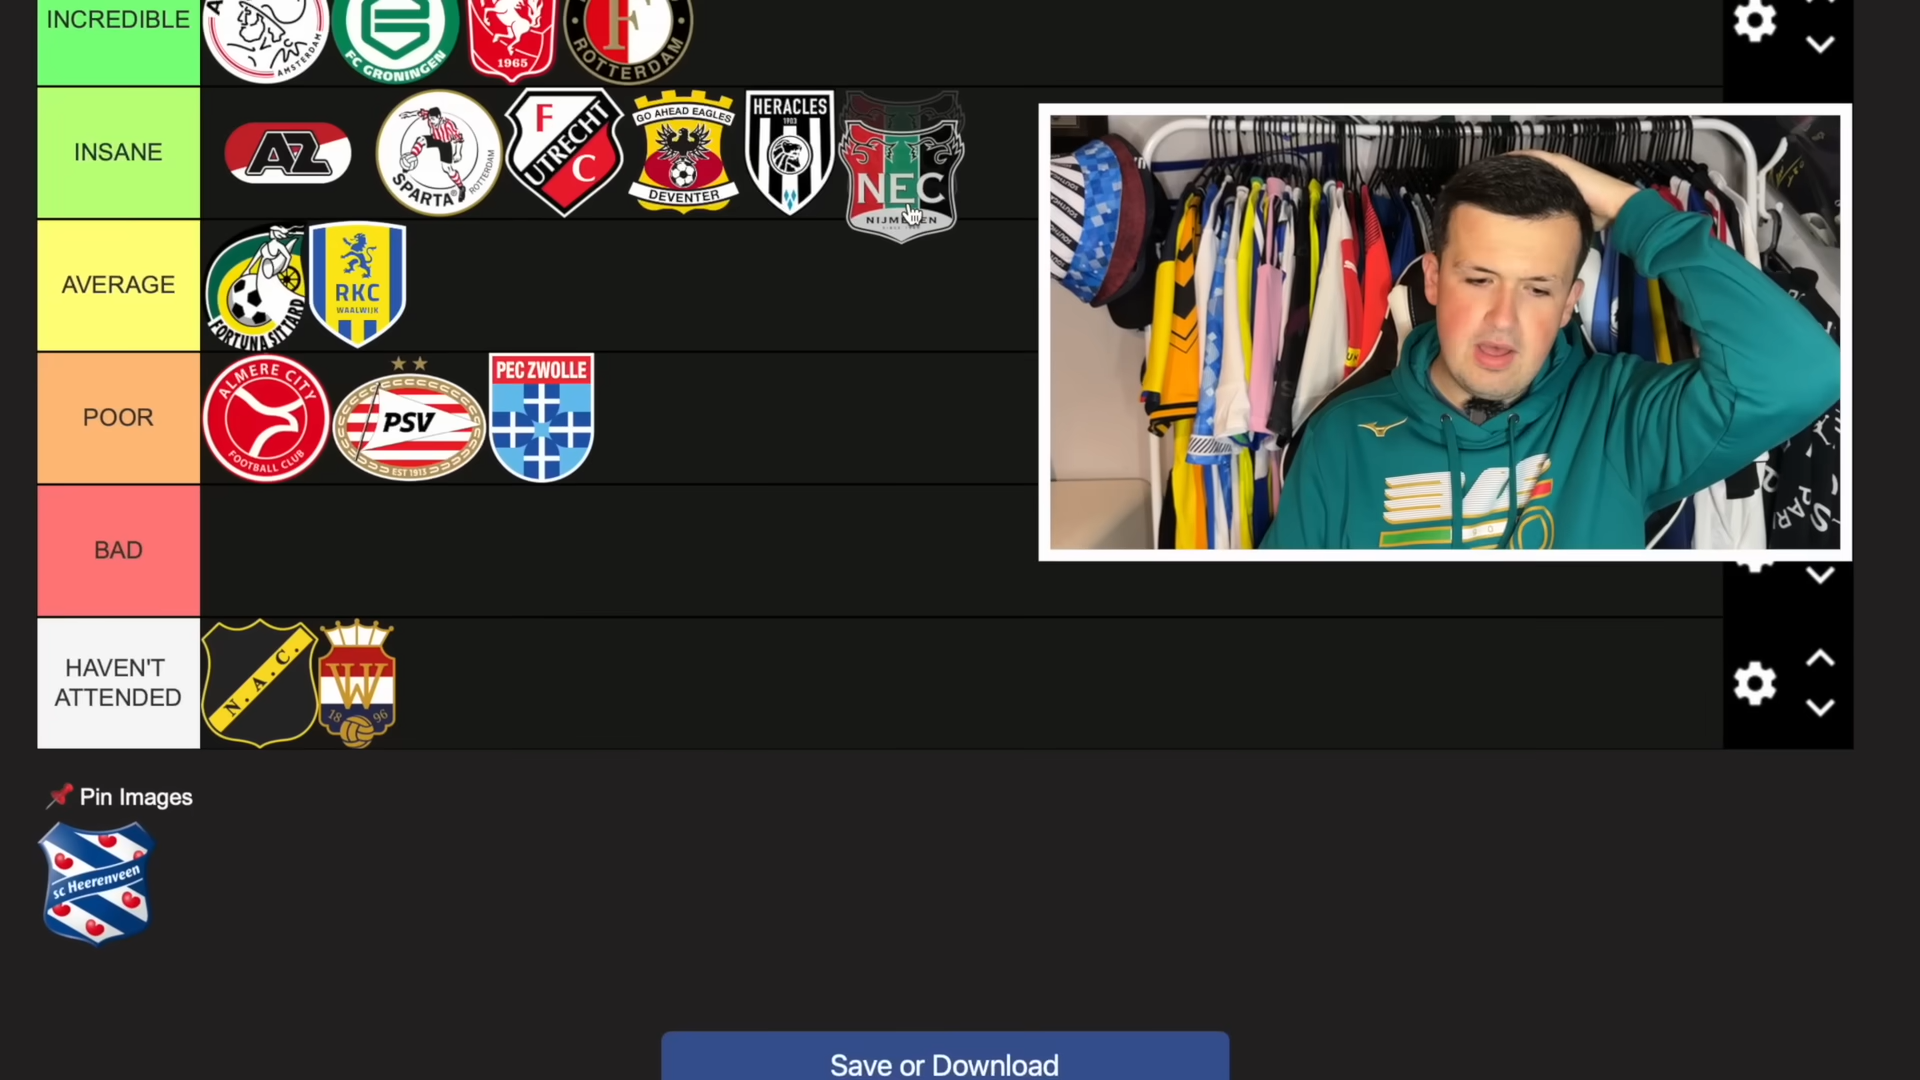 INCREDIBLE
AMSTERDAM
FC GRONINGEN
1965
F
ROTTERDAM
INSANE
AZ
SPARTA
ROTTERDAM
F
UTRECHT
C
GO AHEAD EAGLES
DEVENTER
HERACLES
1903
NEC
NIJMEGEN
AVERAGE
FORTUNA SITTARD
RKC
WAALWIJK
POOR
ALMERE CITY
FOOTBALL CLUB
PSV
EST 1913
PEC ZWOLLE
BAD
HAVEN'T
ATTENDED
N.A.C.
W
18 96
Pin Images
sc Heerenveen
Save or Download